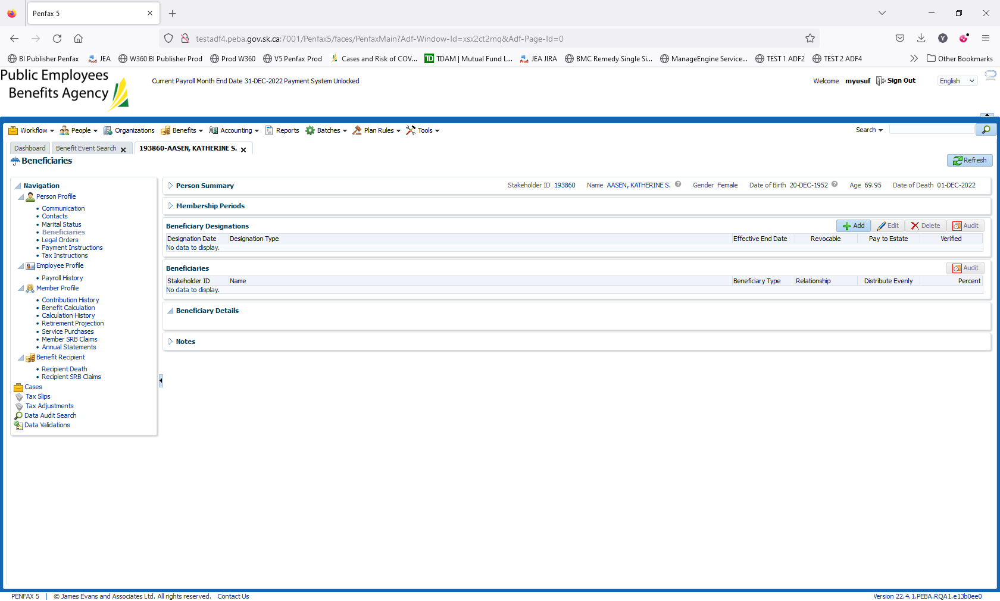 Penfax 5
testadf4.peba.gov.sk.ca:7001/Penfax5/faces/PenfaxMain?Adf-Window-Id=xsx2ct2mq&Adf-Page-Id=0
BI Publisher Penfax JEA W360 BI Publisher Prod Prod W360 V5 Penfax Prod Cases and Risk of COV... TDAM | Mutual Fund L... JEA JIRA BMC Remedy Single Si... ManageEngine Service... TEST 1 ADF2 TEST 2 ADF4 Other Bookmarks
Public Employees
Benefits Agency
Current Payroll Month End Date 31-DEC-2022 Payment System Unlocked
Welcome myusuf Sign Out English
Workflow People Organizations Benefits Accounting Reports Batches Plan Rules Tools Search
Dashboard Benefit Event Search 193860-AASEN, KATHERINE S.
Beneficiaries
Refresh
Navigation
Person Profile
Communication
Contacts
Marital Status
Beneficiaries
Legal Orders
Payment Instructions
Tax Instructions
Employee Profile
Payroll History
Member Profile
Contribution History
Benefit Calculation
Calculation History
Retirement Projection
Service Purchases
Member SRB Claims
Annual Statements
Benefit Recipient
Recipient Death
Recipient SRB Claims
Cases
Tax Slips
Tax Adjustments
Data Audit Search
Data Validations
Person Summary Stakeholder ID 193860 Name AASEN, KATHERINE S. Gender Female Date of Birth 20-DEC-1952 Age 69.95 Date of Death 01-DEC-2022
Membership Periods
Beneficiary Designations Add Edit Delete Audit
Designation Date Designation Type Effective End Date Revocable Pay to Estate Verified
No data to display.
Beneficiaries Audit
Stakeholder ID Name Beneficiary Type Relationship Distribute Evenly Percent
No data to display.
Beneficiary Details
Notes
PENFAX 5 | © James Evans and Associates Ltd. All rights reserved. Contact Us
Version 22.4.1.PEBA.RQA1.e13b0ee0